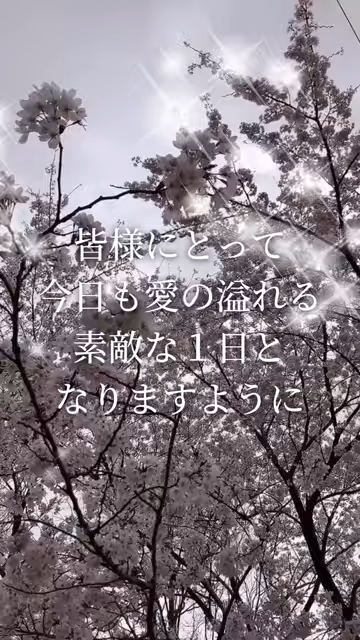 皆様にとって
今日も愛の溢れる
素敵な１日と
なりますように